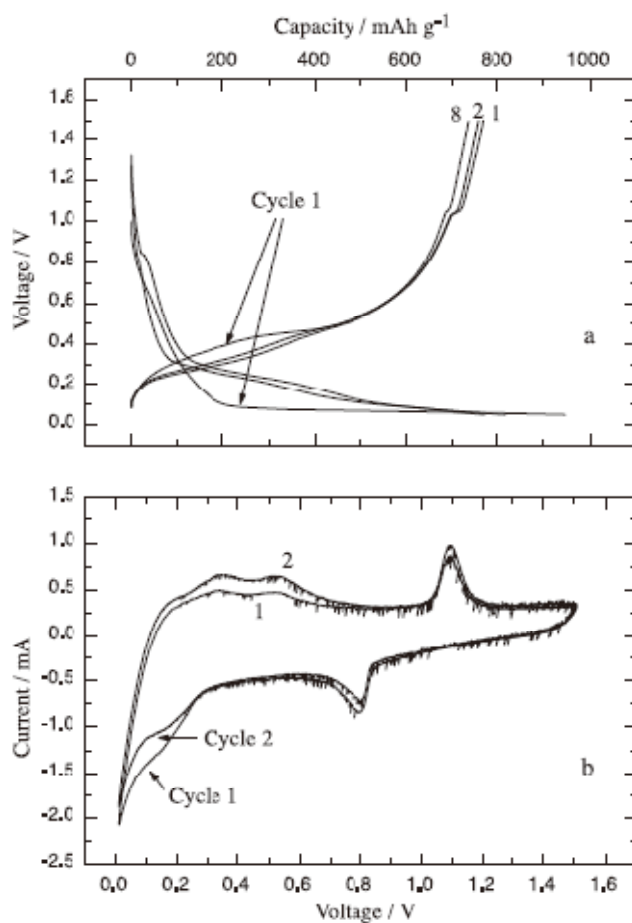 Capacity / mAh g⁻¹
0 200 400 600 800 1000
1.6
1.4
1.2
1.0
0.8
0.6
0.4
0.2
0.0
Voltage / V
8 2 1
Cycle 1
a
1.5
1.0
0.5
0.0
-0.5
-1.0
-1.5
-2.0
-2.5
Current / mA
2
1
Cycle 2
Cycle 1
b
0.0 0.2 0.4 0.6 0.8 1.0 1.2 1.4 1.6
Voltage / V